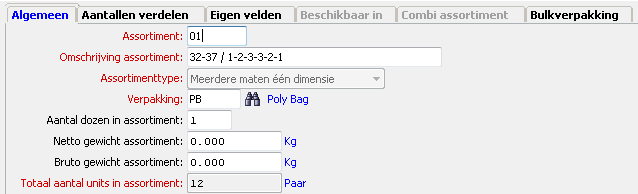 Algemeen Aantallen verdelen Eigen velden Beschikbaar in Combi assortiment Bulkverpakking
Assortiment: 01
Omschrijving assortiment: 32-37 / 1-2-3-3-2-1
Assortimenttype: Meerdere maten één dimensie
Verpakking: PB Poly Bag
Aantal dozen in assortiment: 1
Netto gewicht assortiment: 0.000 Kg
Bruto gewicht assortiment: 0.000 Kg
Totaal aantal units in assortiment: 12 Paar